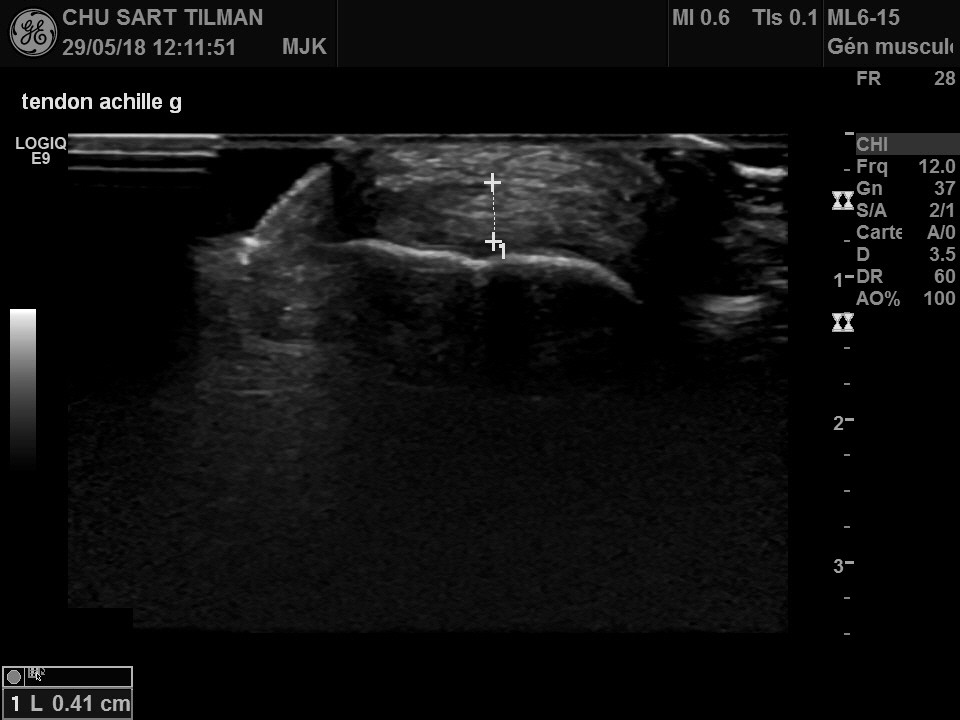 CHU SART TILMAN
29/05/18 12:11:51 MJK
MI 0.6 TIs 0.1
ML6-15
Gén muscul
tendon achille g
LOGIQ
E9
FR 28
CHI
Frq 12.0
Gn 37
S/A 2/1
Carte A/0
D 3.5
DR 60
AO% 100
1
1
2
3
1 L 0.41 cm